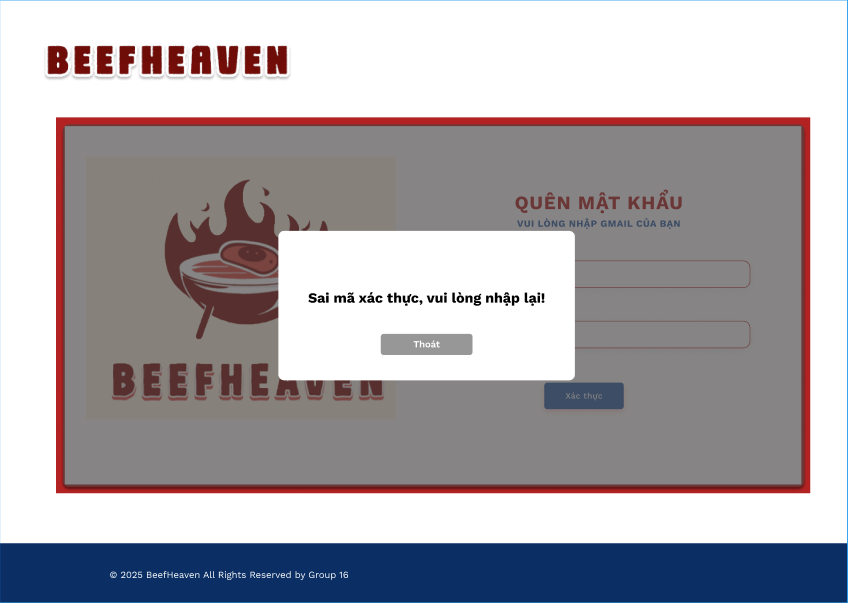 BEEFHEAVEN
QUÊN MẬT KHẨU
VUI LÒNG NHẬP GMAIL CỦA BẠN
Sai mã xác thực, vui lòng nhập lại!
Thoát
BEEFHEAVEN
Xác thực
© 2025 BeefHeaven All Rights Reserved by Group 16